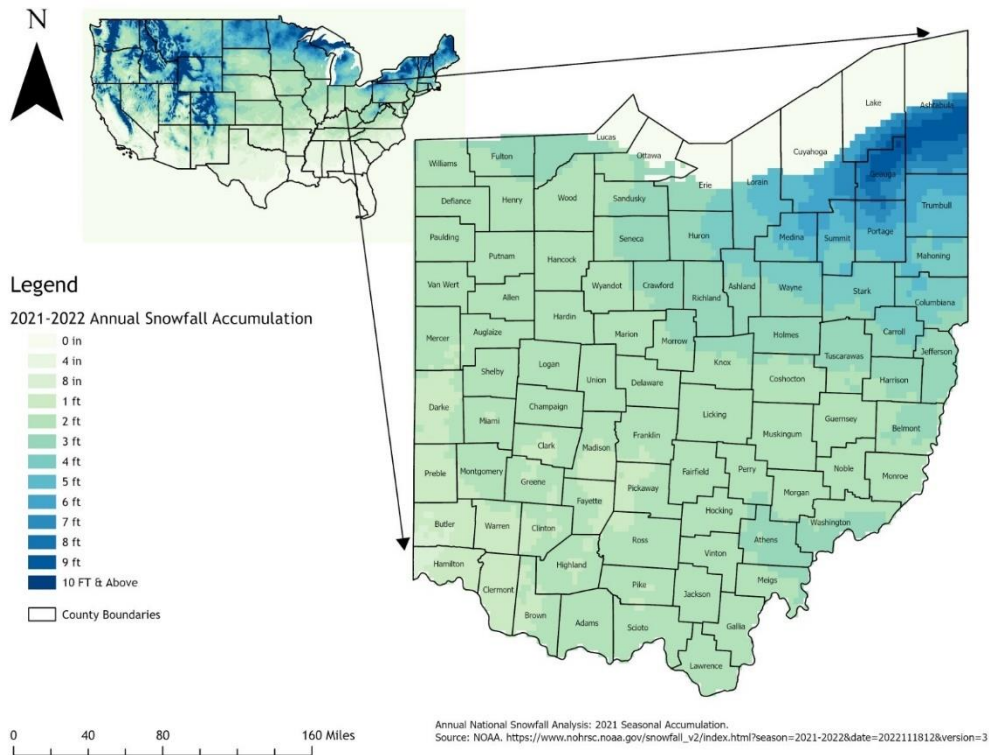 N
Legend
2021-2022 Annual Snowfall Accumulation
0 in
4 in
8 in
1 ft
2 ft
3 ft
4 ft
5 ft
6 ft
7 ft
8 ft
9 ft
10 FT & Above
County Boundaries
0 40 80 160 Miles
Lake
Ashtabula
Lucas
Ottawa
Cuyahoga
Williams
Fulton
Erie
Lorain
Geauga
Defiance
Henry
Wood
Sandusky
Trumbull
Paulding
Seneca
Huron
Medina
Summit
Portage
Putnam
Hancock
Mahoning
Van Wert
Allen
Wyandot
Crawford
Richland
Ashland
Wayne
Stark
Columbiana
Hardin
Mercer
Auglaize
Marion
Morrow
Holmes
Carroll
Logan
Knox
Tuscarawas
Jefferson
Shelby
Union
Delaware
Coshocton
Harrison
Darke
Champaign
Licking
Guernsey
Miami
Franklin
Muskingum
Belmont
Clark
Madison
Preble
Montgomery
Greene
Fairfield
Perry
Noble
Monroe
Fayette
Pickaway
Morgan
Butler
Warren
Clinton
Hocking
Washington
Ross
Athens
Hamilton
Highland
Vinton
Clermont
Pike
Meigs
Jackson
Brown
Adams
Scioto
Gallia
Lawrence
Annual National Snowfall Analysis: 2021 Seasonal Accumulation.
Source: NOAA. https://www.nohrsc.noaa.gov/snowfall_v2/index.html?season=2021-2022&date=2022111812&version=3